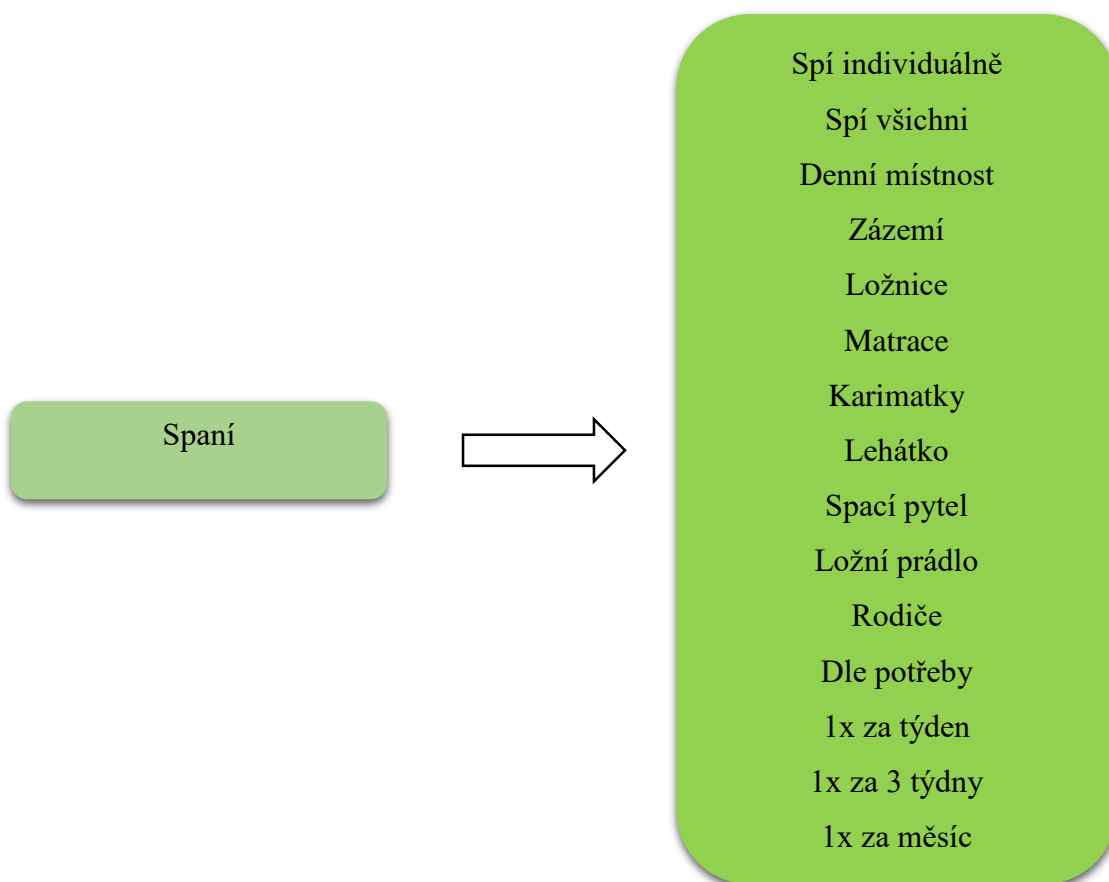 Spaní
Spí individuálně
Spí všichni
Denní místnost
Zázemí
Ložnice
Matrace
Karimatky
Lehátko
Spací pytel
Ložní prádlo
Rodiče
Dle potřeby
1x za týden
1x za 3 týdny
1x za měsíc